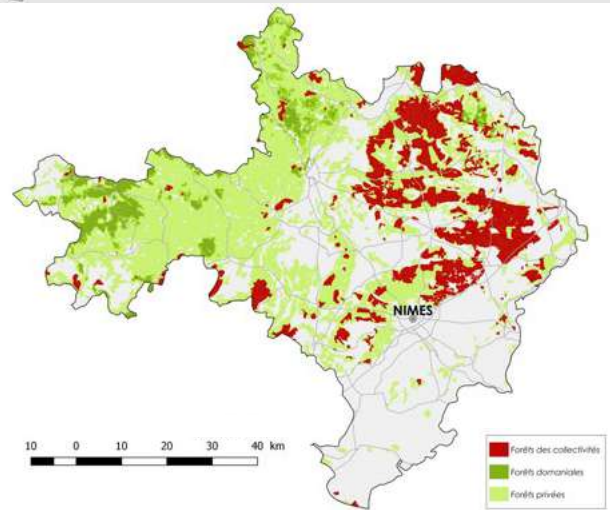 NIMES
10 0 10 20 30 40 km
Forêts des collectivités
Forêts domaniales
Forêts privées